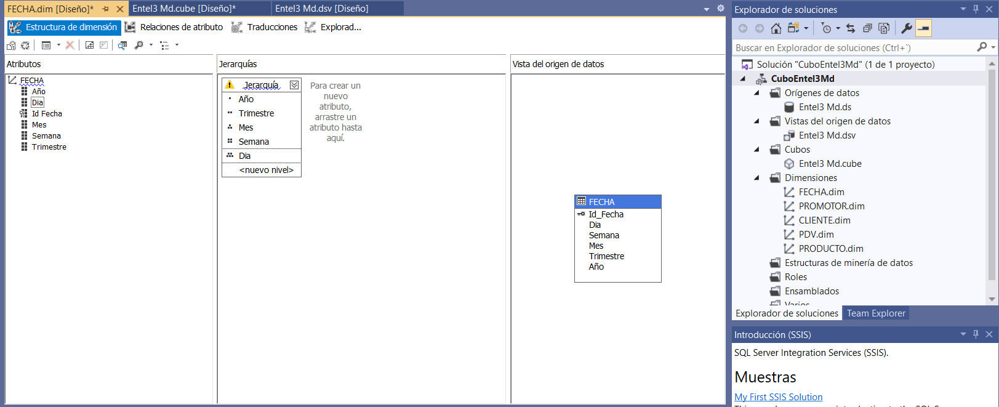 FECHA.dim [Diseño]*
Entel3 Md.cube [Diseño]*
Entel3 Md.dsv [Diseño]
Estructura de dimensión
Relaciones de atributo
Traducciones
Explorad...
Atributos
FECHA
Año
Dia
Id Fecha
Mes
Semana
Trimestre
Jerarquías
Jerarquía
Año
Trimestre
Mes
Semana
Dia
<nuevo nivel>
Para crear un
nuevo
atributo,
arrastre un
atributo hasta
aquí.
Vista del origen de datos
FECHA
Id_Fecha
Dia
Semana
Mes
Trimestre
Año
Explorador de soluciones
Buscar en Explorador de soluciones (Ctrl+`)
Solución "CuboEntel3Md" (1 de 1 proyecto)
CuboEntel3Md
Orígenes de datos
Entel3 Md.ds
Vistas del origen de datos
Entel3 Md.dsv
Cubos
Entel3 Md.cube
Dimensiones
FECHA.dim
PROMOTOR.dim
CLIENTE.dim
PDV.dim
PRODUCTO.dim
Estructuras de minería de datos
Roles
Ensamblados
Varios
Explorador de soluciones
Team Explorer
Introducción (SSIS)
SQL Server Integration Services (SSIS).
Muestras
My First SSIS Solution